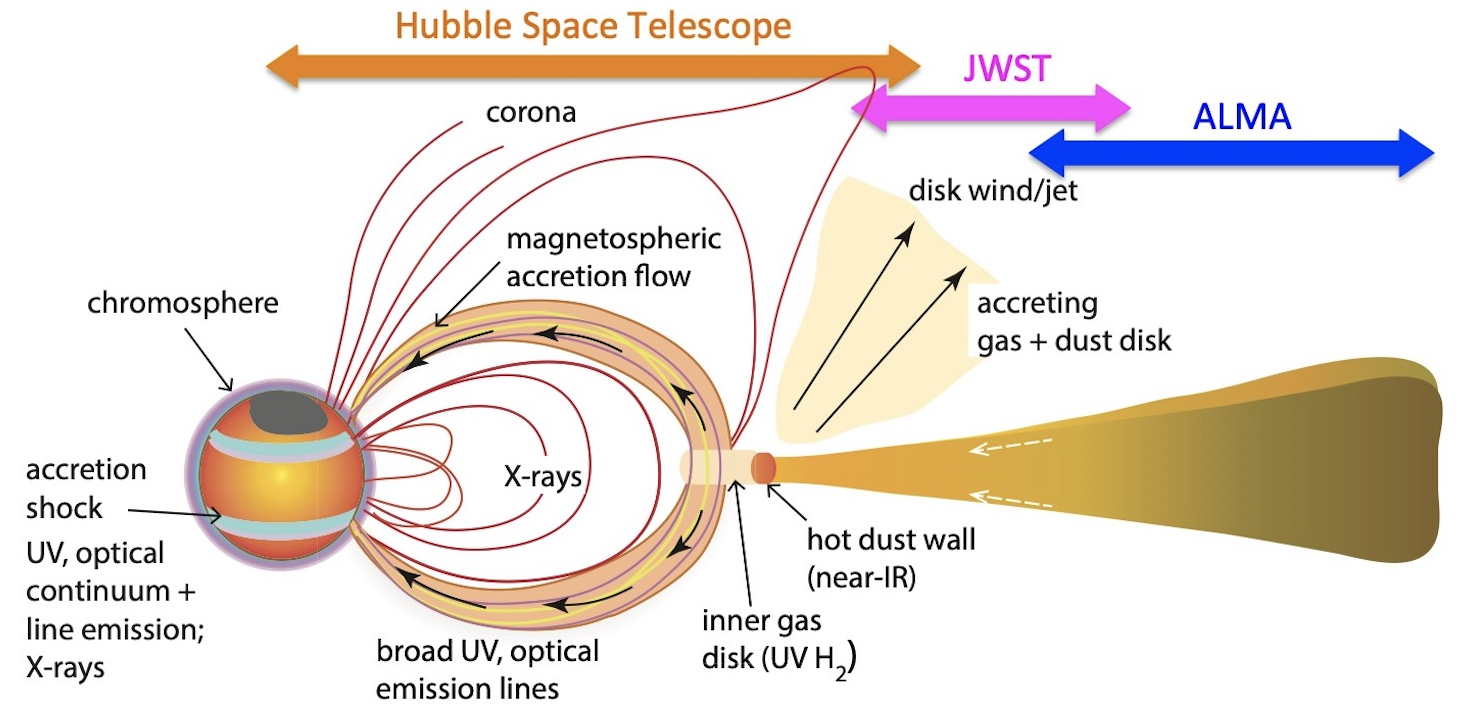 Hubble Space Telescope
JWST
ALMA
corona
disk wind/jet
magnetospheric
accretion flow
chromosphere
accreting
gas + dust disk
accretion
shock
X-rays
UV, optical
continuum +
line emission;
X-rays
hot dust wall
(near-IR)
inner gas
disk (UV H₂)
broad UV, optical
emission lines